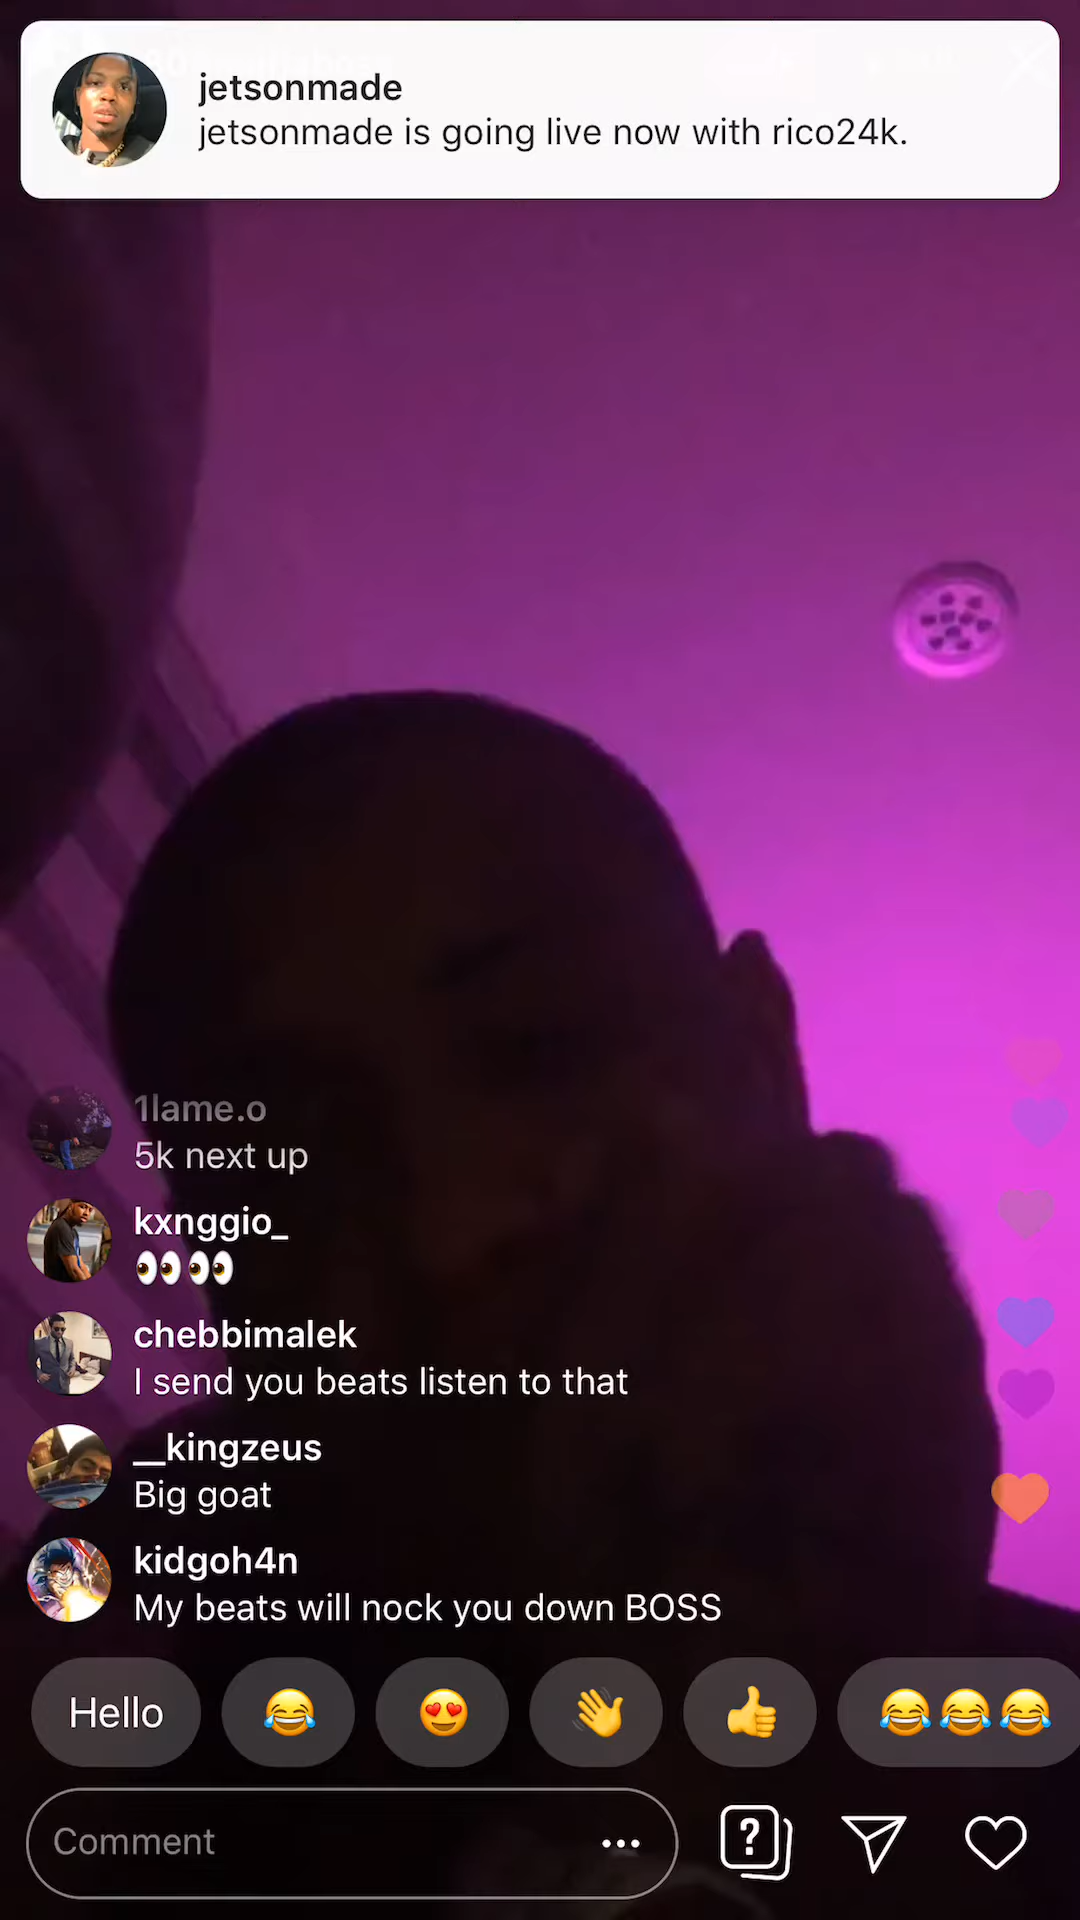 jetsonmade
jetsonmade is going live now with rico24k.
1lame.o
5k next up
kxnggio_
👀👀
chebbimalek
I send you beats listen to that
__kingzeus
Big goat
kidgoh4n
My beats will nock you down BOSS
Hello
😂
😍
👋
👍
😂😂😂
Comment
?